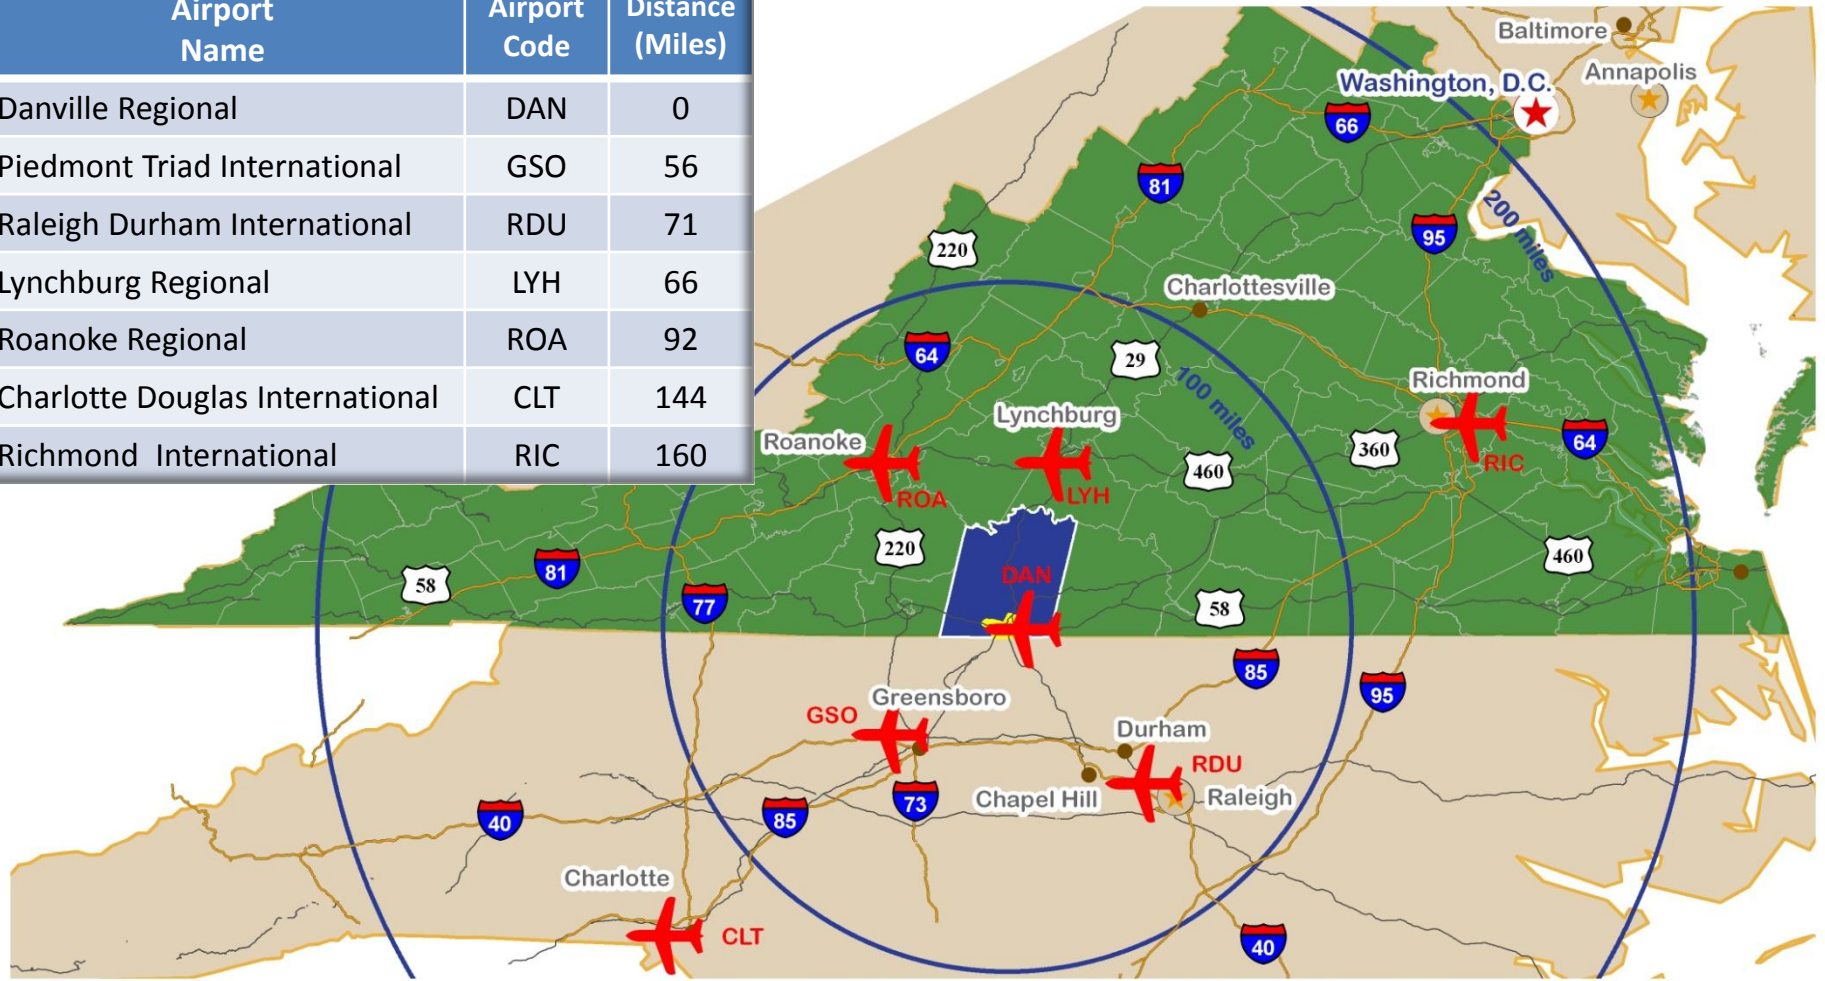 Airport Airport Distance
Name Code (Miles)
Danville Regional DAN 0
Piedmont Triad International GSO 56
Raleigh Durham International RDU 71
Lynchburg Regional LYH 66
Roanoke Regional ROA 92
Charlotte Douglas International CLT 144
Richmond International RIC 160
Baltimore
Annapolis
Washington, D.C.
66
81
200 miles
95
220
Charlottesville
64
29
100 miles
Richmond
Lynchburg
Roanoke
360
64
460
RIC
ROA
LYH
220
460
81
58
DAN
77
58
85
95
Greensboro
GSO
Durham
RDU
Chapel Hill
Raleigh
73
40
85
Charlotte
CLT
40